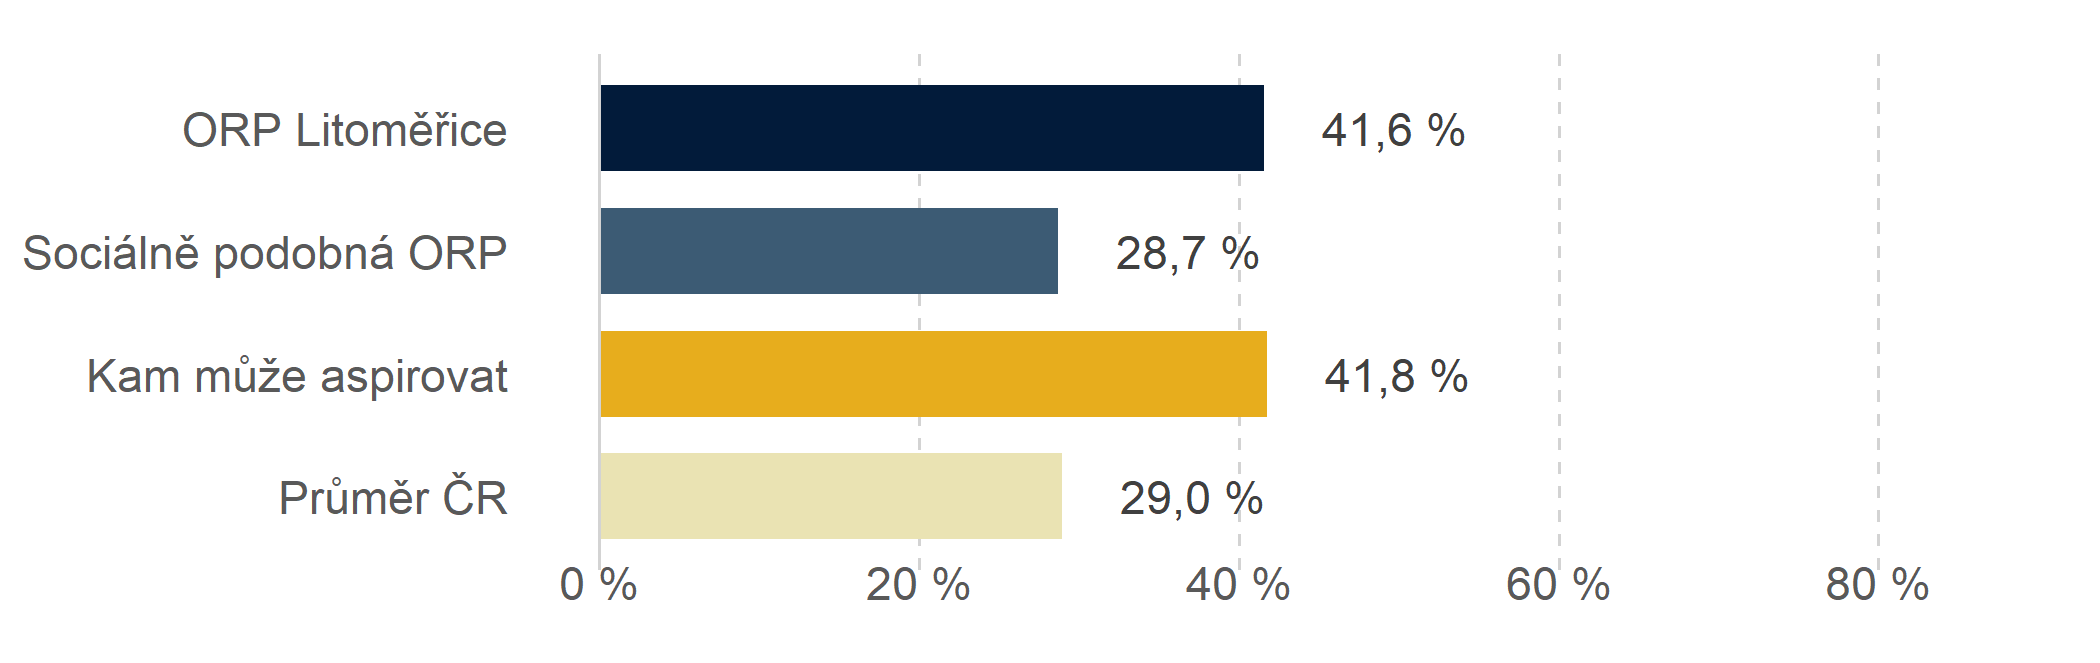 ORP Litoměřice
41,6 %
Sociálně podobná ORP
28,7 %
Kam může aspirovat
41,8 %
Průměr ČR
29,0 %
0 % 20 % 40 % 60 % 80 %